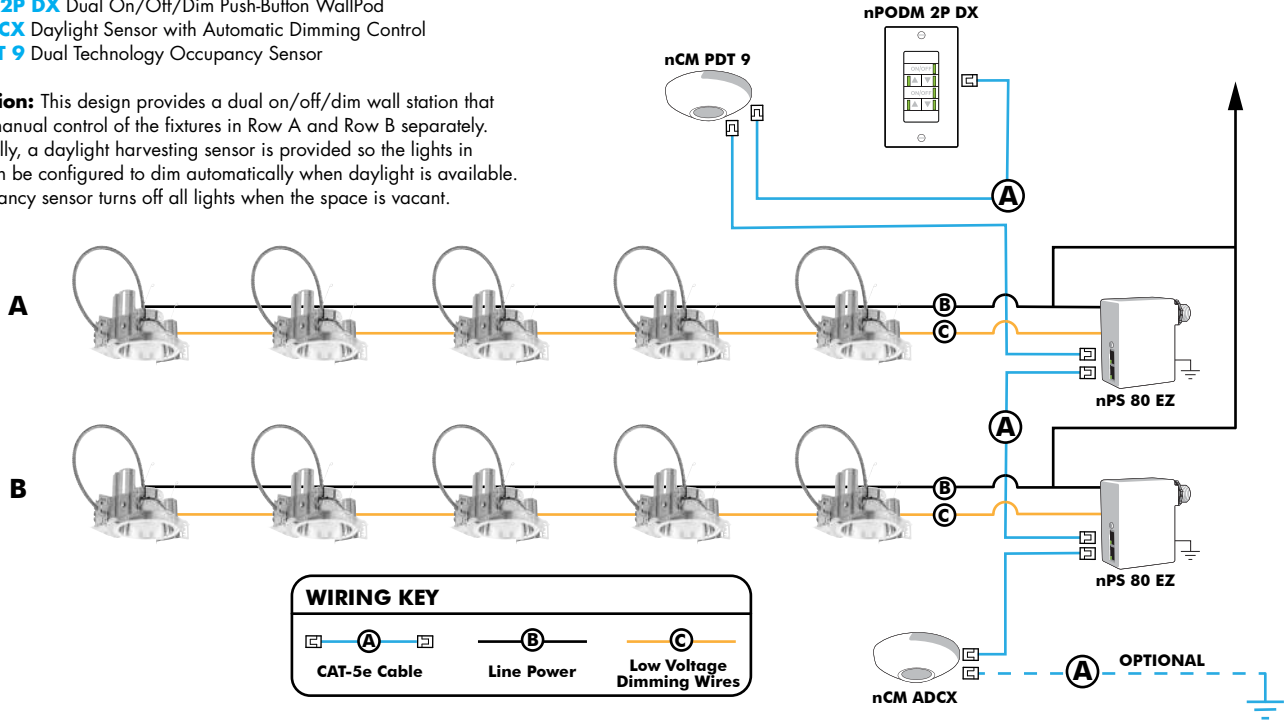 2P DX Dual On/Off/Dim Push-Button WallPod
CX Daylight Sensor with Automatic Dimming Control
T 9 Dual Technology Occupancy Sensor
ion: This design provides a dual on/off/dim wall station that
manual control of the fixtures in Row A and Row B separately.
lly, a daylight harvesting sensor is provided so the lights in
n be configured to dim automatically when daylight is available.
ancy sensor turns off all lights when the space is vacant.
nPODM 2P DX
nCM PDT 9
ON/OFF
ON/OFF
A
A
B
C
nPS 80 EZ
A
B
B
C
nPS 80 EZ
WIRING KEY
A
B
C
CAT-5e Cable
Line Power
Low Voltage
Dimming Wires
nCM ADCX
A
OPTIONAL